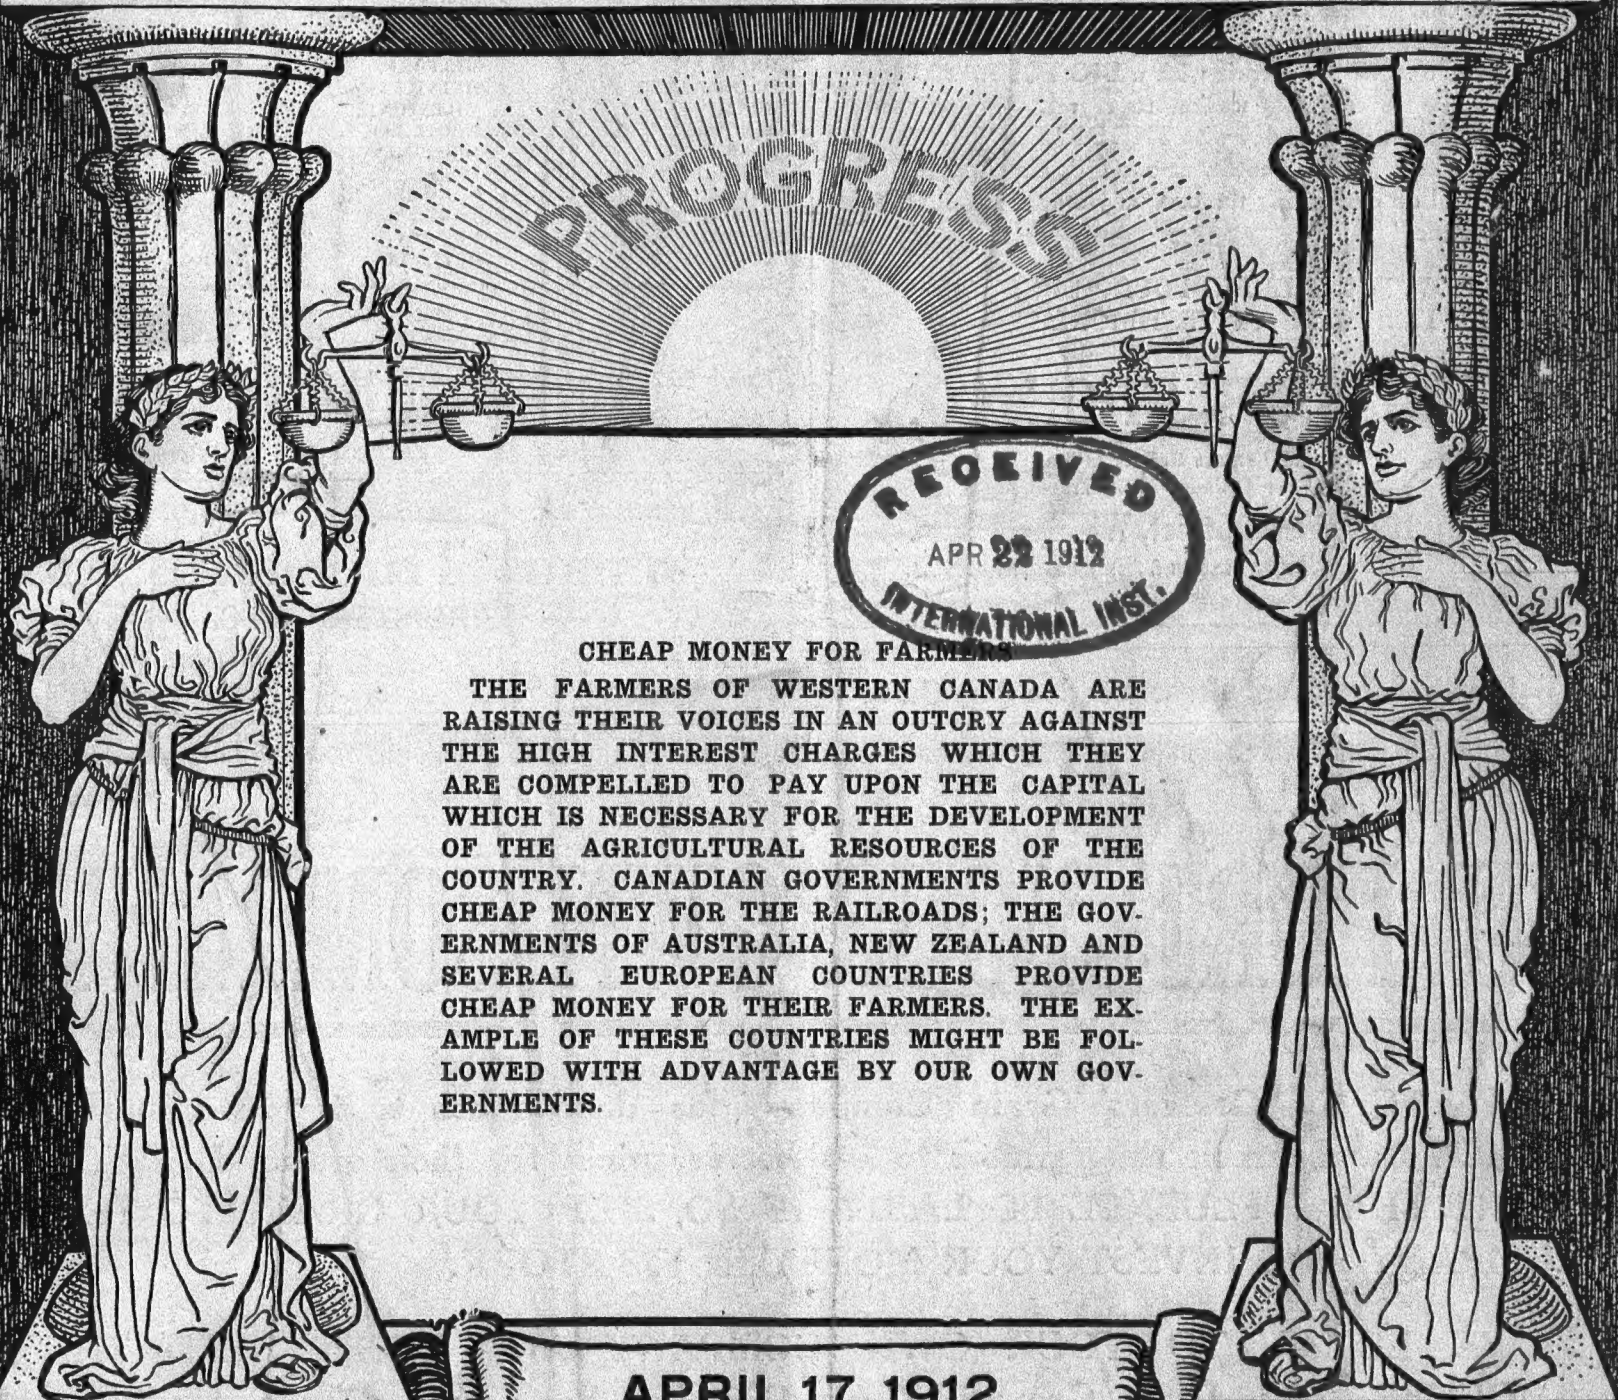 PROGRESS
RECEIVED
APR 22 1912
INTERNATIONAL INST.
CHEAP MONEY FOR FARMERS
THE FARMERS OF WESTERN CANADA ARE
RAISING THEIR VOICES IN AN OUTCRY AGAINST
THE HIGH INTEREST CHARGES WHICH THEY
ARE COMPELLED TO PAY UPON THE CAPITAL
WHICH IS NECESSARY FOR THE DEVELOPMENT
OF THE AGRICULTURAL RESOURCES OF THE
COUNTRY. CANADIAN GOVERNMENTS PROVIDE
CHEAP MONEY FOR THE RAILROADS; THE GOV-
ERNMENTS OF AUSTRALIA, NEW ZEALAND AND
SEVERAL EUROPEAN COUNTRIES PROVIDE
CHEAP MONEY FOR THEIR FARMERS. THE EX-
AMPLE OF THESE COUNTRIES MIGHT BE FOL-
LOWED WITH ADVANTAGE BY OUR OWN GOV-
ERNMENTS.
APRIL 17, 1912